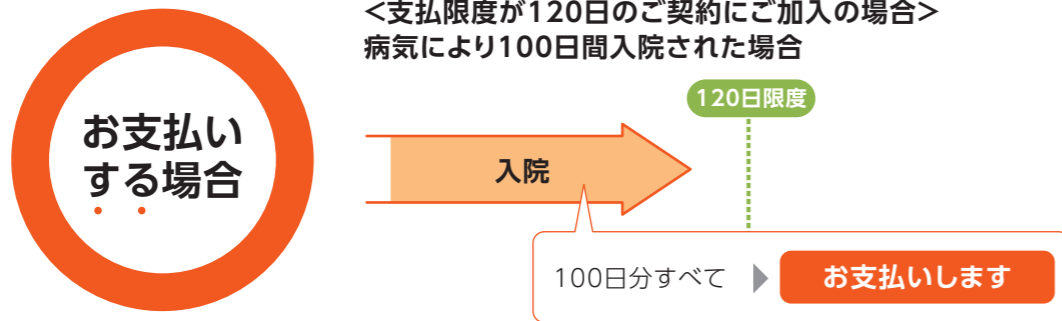 お支払い
する場合
<支払限度が120日のご契約にご加入の場合>
病気により100日間入院された場合
120日限度
入院
100日分すべて
お支払いします